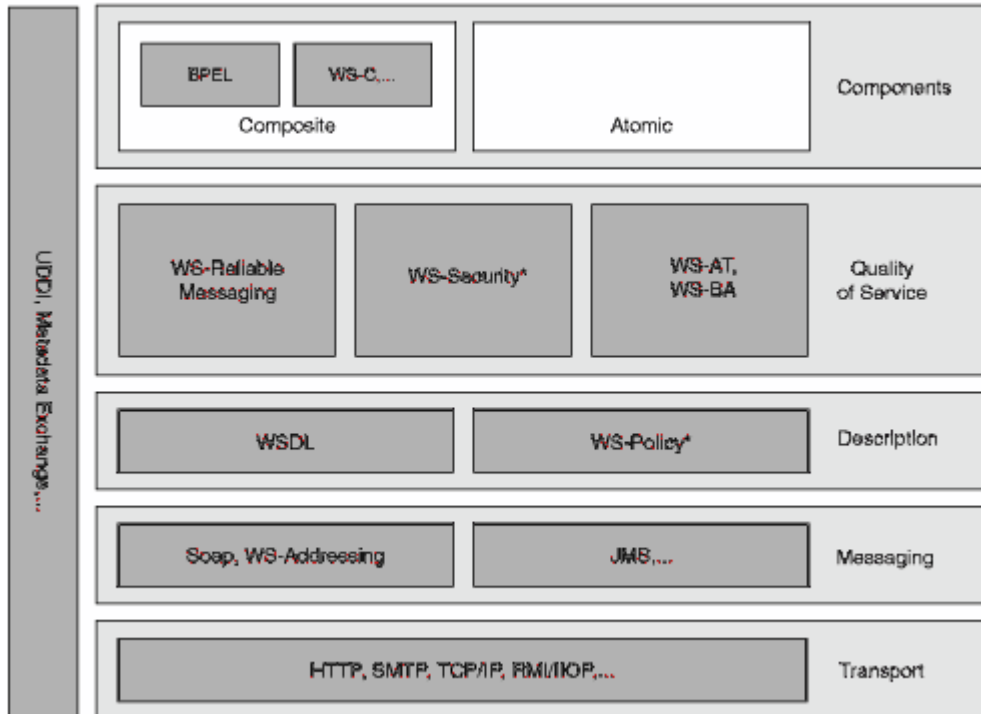 UDDI, Metadata Exchange,...
BPEL
WS-C,...
Composite
Atomic
Components
WS-Reliable
Messaging
WS-Security*
WS-AT,
WS-BA
Quality
of Service
WSDL
WS-Policy*
Description
Soap, WS-Addressing
JMS,...
Messaging
HTTP, SMTP, TCP/IP, RMI/IIOP,...
Transport